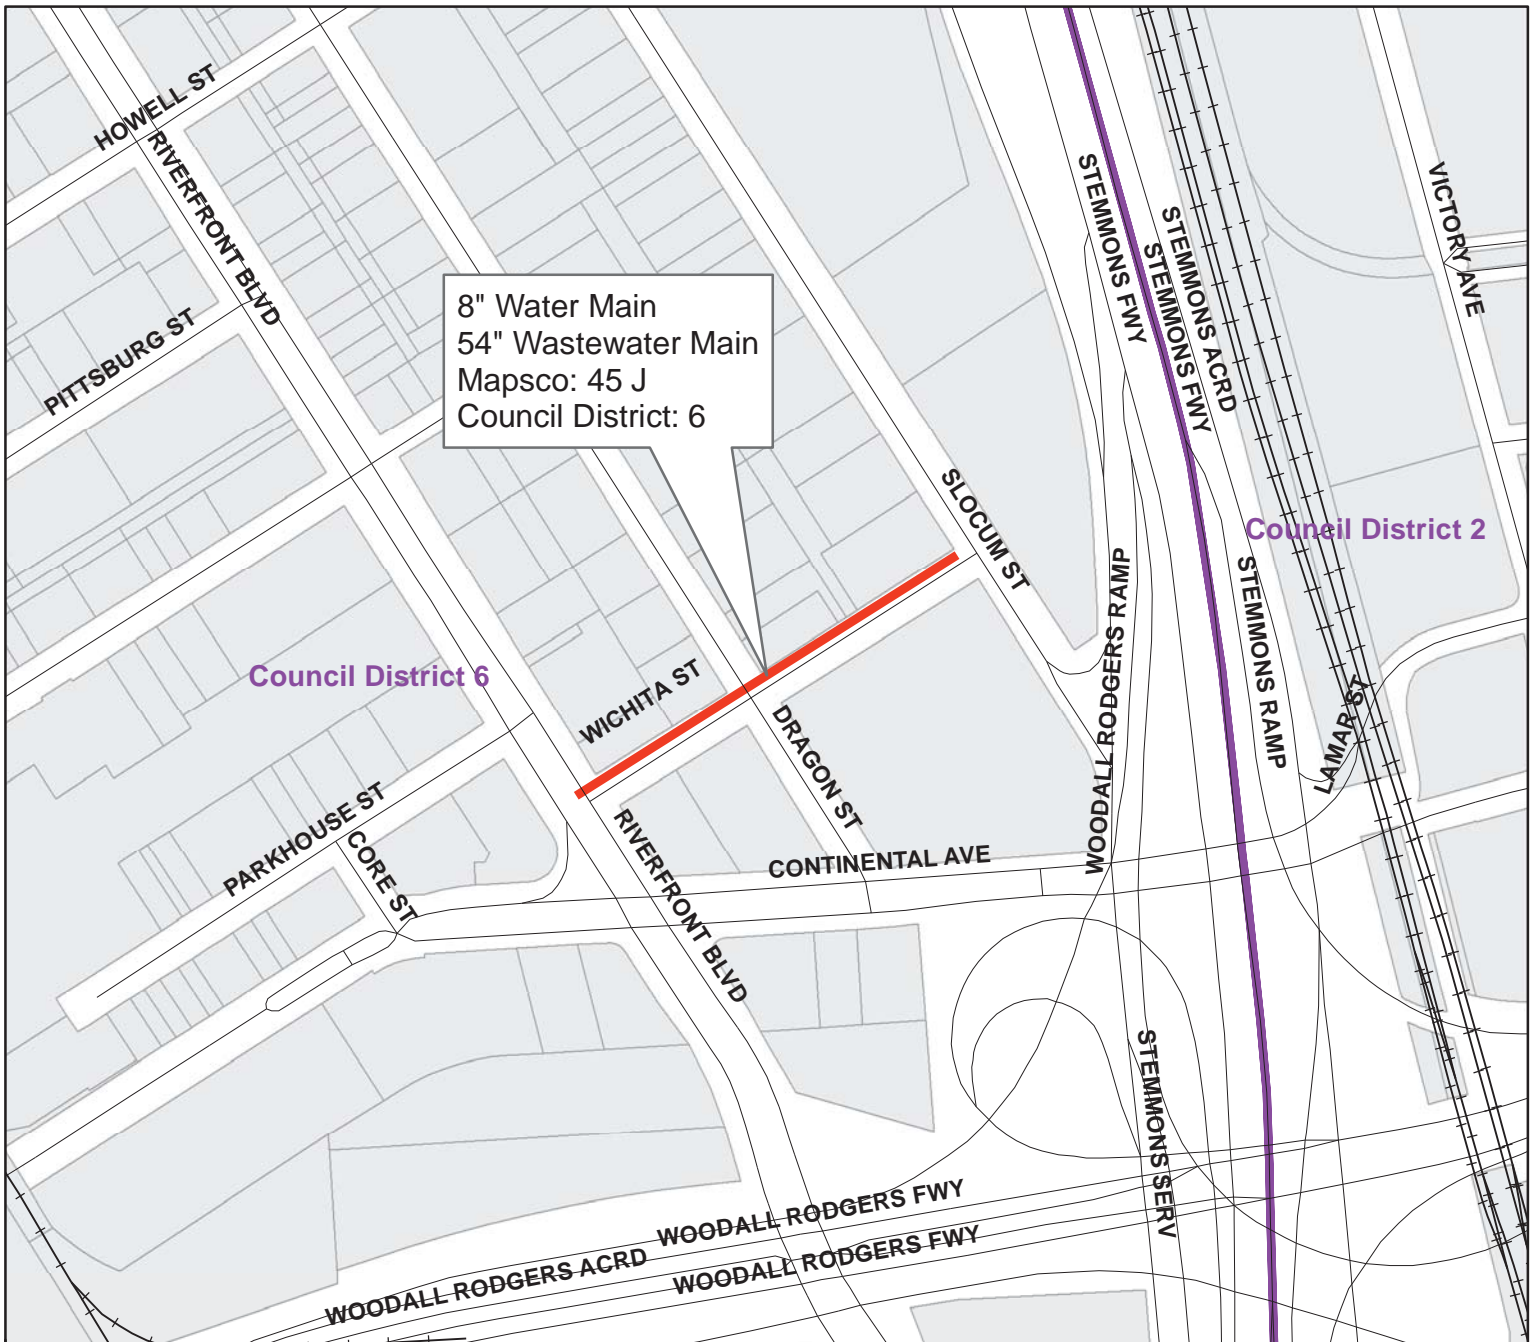 HOWELL ST
RIVERFRONT BLVD
PITTSBURG ST
8" Water Main
54" Wastewater Main
Mapsco: 45 J
Council District: 6
STEMMONS FWY
STEMMONS FWY
STEMMONS ACRD
VICTORY AVE
SLOCUM ST
Council District 2
Council District 6
WICHITA ST
DRAGON ST
WOODALL RODGERS RAMP
STEMMONS RAMP
LAMAR ST
PARKHOUSE ST
CORE ST
RIVERFRONT BLVD
CONTINENTAL AVE
STEMMONS SERV
WOODALL RODGERS FWY
WOODALL RODGERS ACRD
WOODALL RODGERS FWY